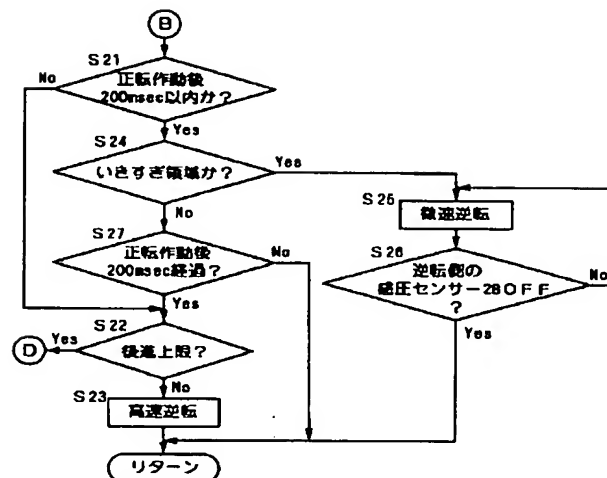 B
S21
正転作動後
200msec以内か?
No
Yes
S24
いきすぎ領域か?
Yes
No
S25
微速逆転
S26
逆転側の
感圧センサー28OFF
?
No
Yes
S27
正転作動後
200msec経過?
No
Yes
S22
後進上限?
Yes
D
No
S23
高速逆転
リターン